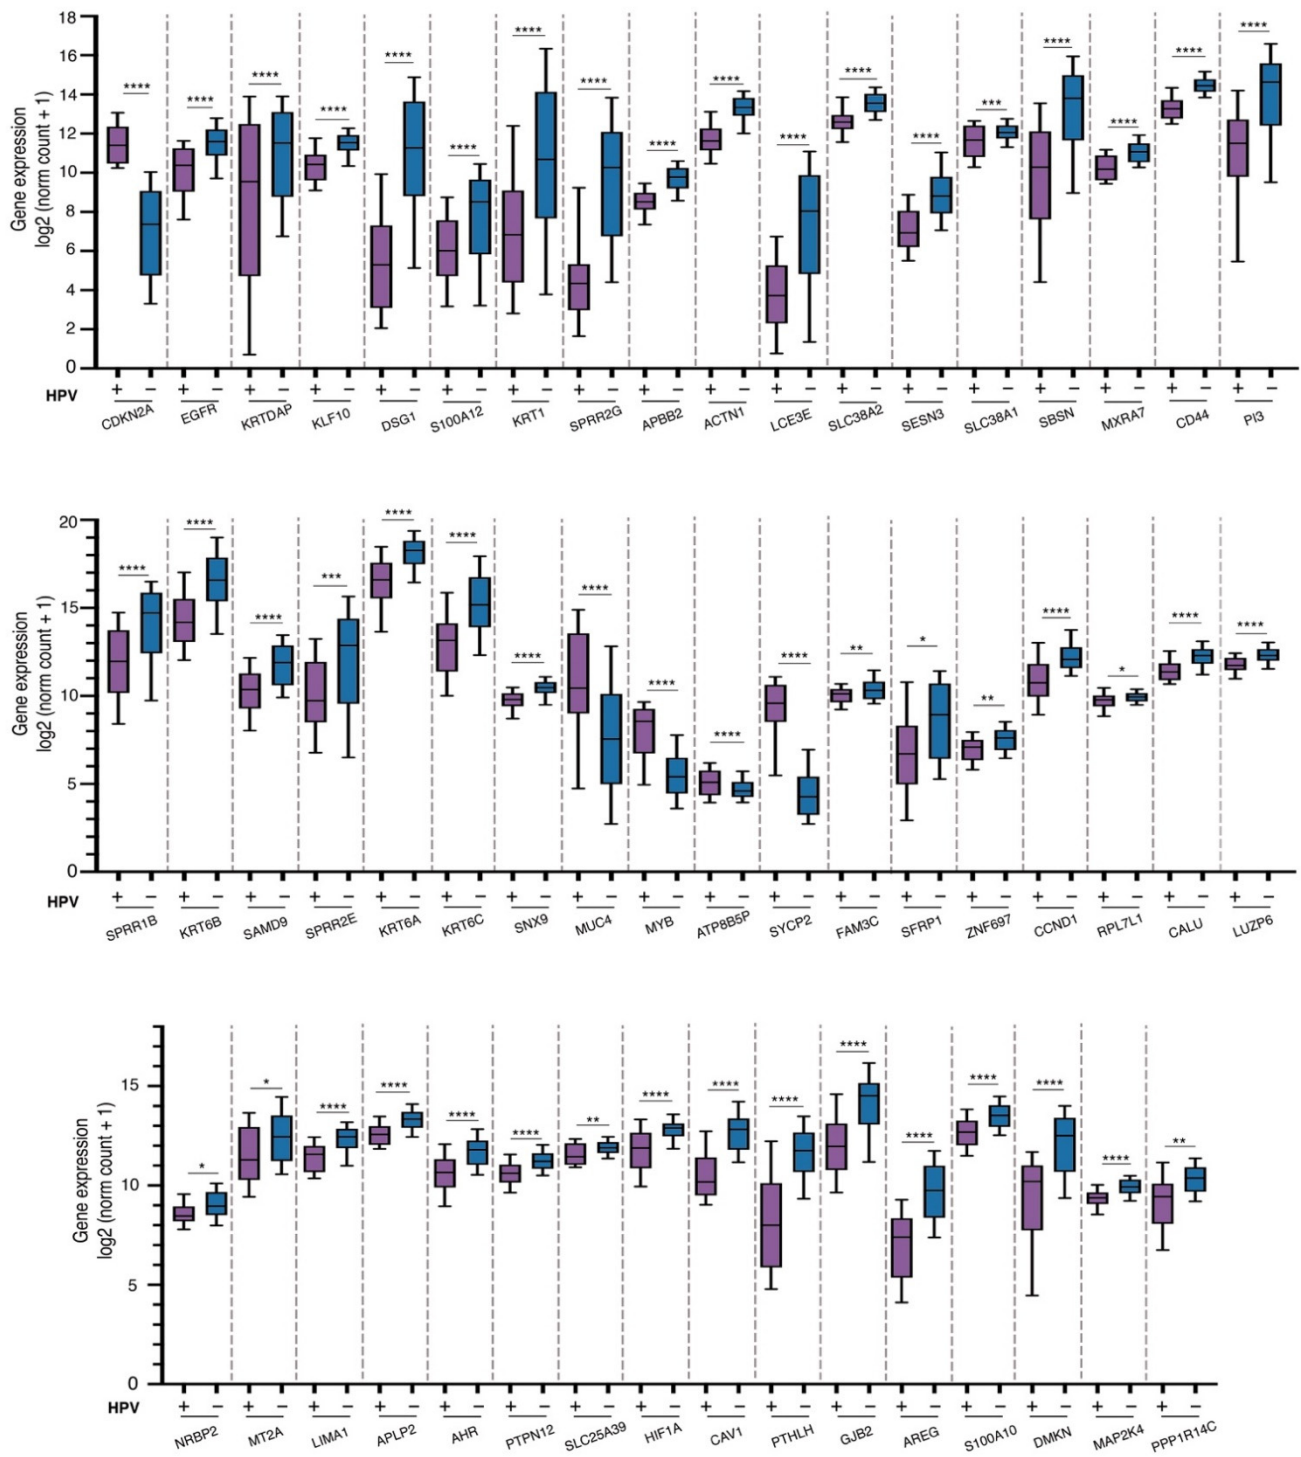 18
16
14
12
10
8
6
4
2
0
Gene expression
log2 (norm count + 1)
**** **** **** **** **** **** **** **** **** **** **** **** **** *** **** **** **** ****
HPV + − + − + − + − + − + − + − + − + − + − + − + − + − + − + − + − + − + −
CDKN2A EGFR KRTDAP KLF10 DSG1 S100A12 KRT1 SPRR2G APBB2 ACTN1 LCE3E SLC38A2 SESN3 SLC38A1 SBSN MXRA7 CD44 PI3
20
15
10
5
0
Gene expression
log2 (norm count + 1)
**** **** **** *** **** **** **** **** **** **** **** ** * ** **** * **** ****
HPV + − + − + − + − + − + − + − + − + − + − + − + − + − + − + − + − + − + −
SPRR1B KRT6B SAMD9 SPRR2E KRT6A KRT6C SNX9 MUC4 MYB ATP8B5P SYCP2 FAM3C SFRP1 ZNF697 CCND1 RPL7L1 CALU LUZP6
15
10
5
0
Gene expression
log2 (norm count + 1)
* * **** **** **** **** ** **** **** **** **** **** **** **** **** **
HPV + − + − + − + − + − + − + − + − + − + − + − + − + − + − + − + −
NRBP2 MT2A LIMA1 APLP2 AHR PTPN12 SLC25A39 HIF1A CAV1 PTHLH GJB2 AREG S100A10 DMKN MAP2K4 PPP1R14C